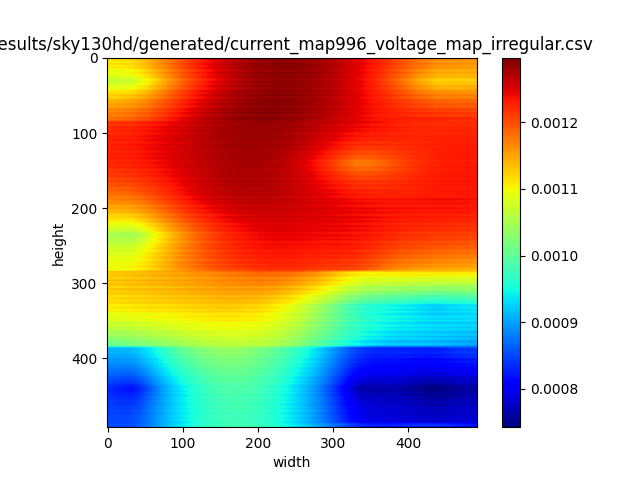 esults/sky130hd/generated/current_map996_voltage_map_irregular.csv
0
100
200
300
400
height
0 100 200 300 400
width
0.0012
0.0011
0.0010
0.0009
0.0008